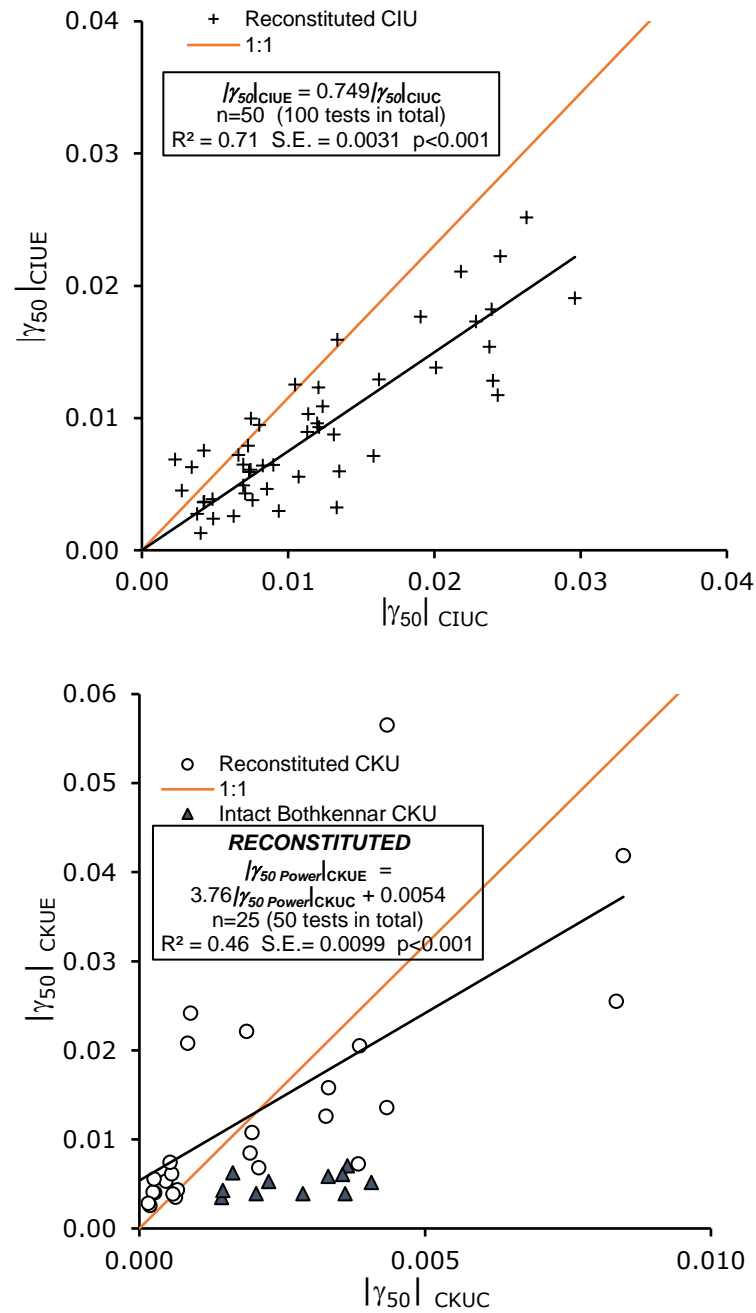 0.04
Reconstituted CIU
1:1
|γ50|CIUE = 0.749|γ50|CIUC
n=50 (100 tests in total)
R² = 0.71 S.E. = 0.0031 p<0.001
0.03
|γ50| CIUE
0.02
0.01
0.00
0.00 0.01 0.02 0.03 0.04
|γ50| CIUC
0.06
0.05
Reconstituted CKU
1:1
Intact Bothkennar CKU
RECONSTITUTED
|γ50 Power|CKUE =
3.76|γ50 Power|CKUC + 0.0054
n=25 (50 tests in total)
R² = 0.46 S.E.= 0.0099 p<0.001
0.04
|γ50| CKUE
0.03
0.02
0.01
0.00
0.000 0.005 0.010
|γ50| CKUC